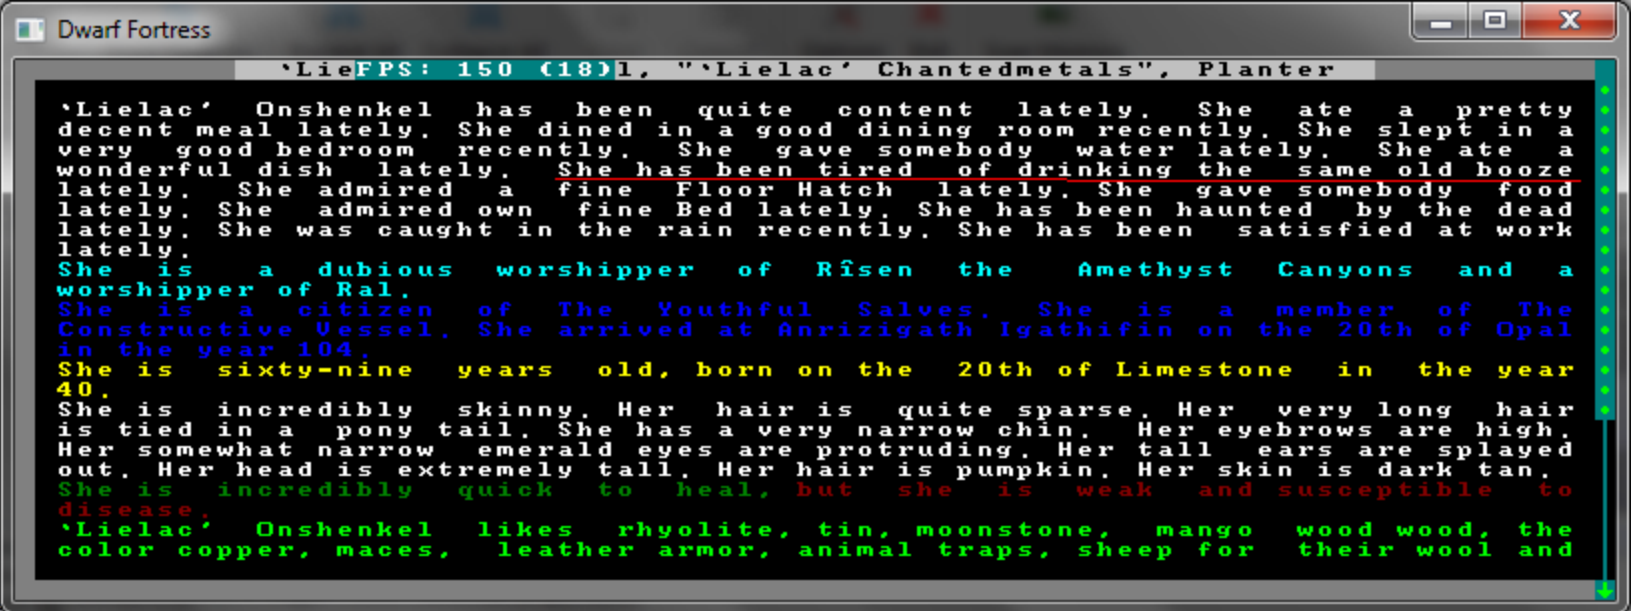 Dwarf Fortress
`LieFPS: 150 (18)l, "`Lielac' Chantedmetals", Planter
`Lielac' Onshenkel has been quite content lately. She ate a pretty
decent meal lately. She dined in a good dining room recently. She slept in a
very good bedroom recently. She gave somebody water lately. She ate a
wonderful dish lately. She has been tired of drinking the same old booze
lately. She admired a fine Floor Hatch lately. She gave somebody food
lately. She admired own fine Bed lately. She has been haunted by the dead
lately. She was caught in the rain recently. She has been satisfied at work
lately.
She is a dubious worshipper of Rîsen the Amethyst Canyons and a
worshipper of Ral.
She is a citizen of The Youthful Salves. She is a member of The
Constructive Vessel. She arrived at Anrizigath Igathifin on the 20th of Opal
in the year 104.
She is sixty-nine years old, born on the 20th of Limestone in the year
40.
She is incredibly skinny. Her hair is quite sparse. Her very long hair
is tied in a pony tail. She has a very narrow chin. Her eyebrows are high.
Her somewhat narrow emerald eyes are protruding. Her tall ears are splayed
out. Her head is extremely tall. Her hair is pumpkin. Her skin is dark tan.
She is incredibly quick to heal, but she is weak and susceptible to
disease.
`Lielac' Onshenkel likes rhyolite, tin, moonstone, mango wood wood, the
color copper, maces, leather armor, animal traps, sheep for their wool and